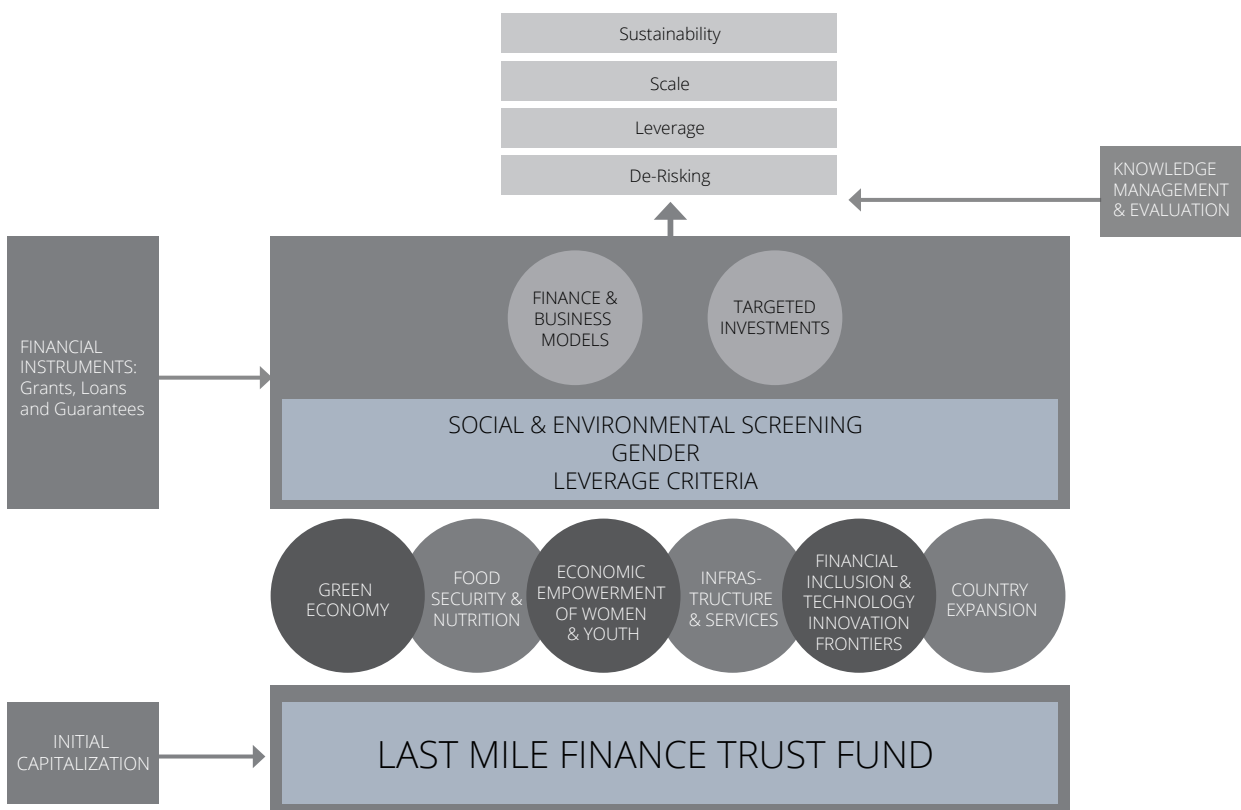 Sustainability
Scale
Leverage
De-Risking
KNOWLEDGE
MANAGEMENT
& EVALUATION
FINANCIAL
INSTRUMENTS:
Grants, Loans
and Guarantees
FINANCE &
BUSINESS
MODELS
TARGETED
INVESTMENTS
SOCIAL & ENVIRONMENTAL SCREENING
GENDER
LEVERAGE CRITERIA
GREEN
ECONOMY
FOOD
SECURITY &
NUTRITION
ECONOMIC
EMPOWERMENT
OF WOMEN
& YOUTH
INFRAS-
TRUCTURE
& SERVICES
FINANCIAL
INCLUSION &
TECHNOLOGY
INNOVATION
FRONTIERS
COUNTRY
EXPANSION
INITIAL
CAPITALIZATION
LAST MILE FINANCE TRUST FUND